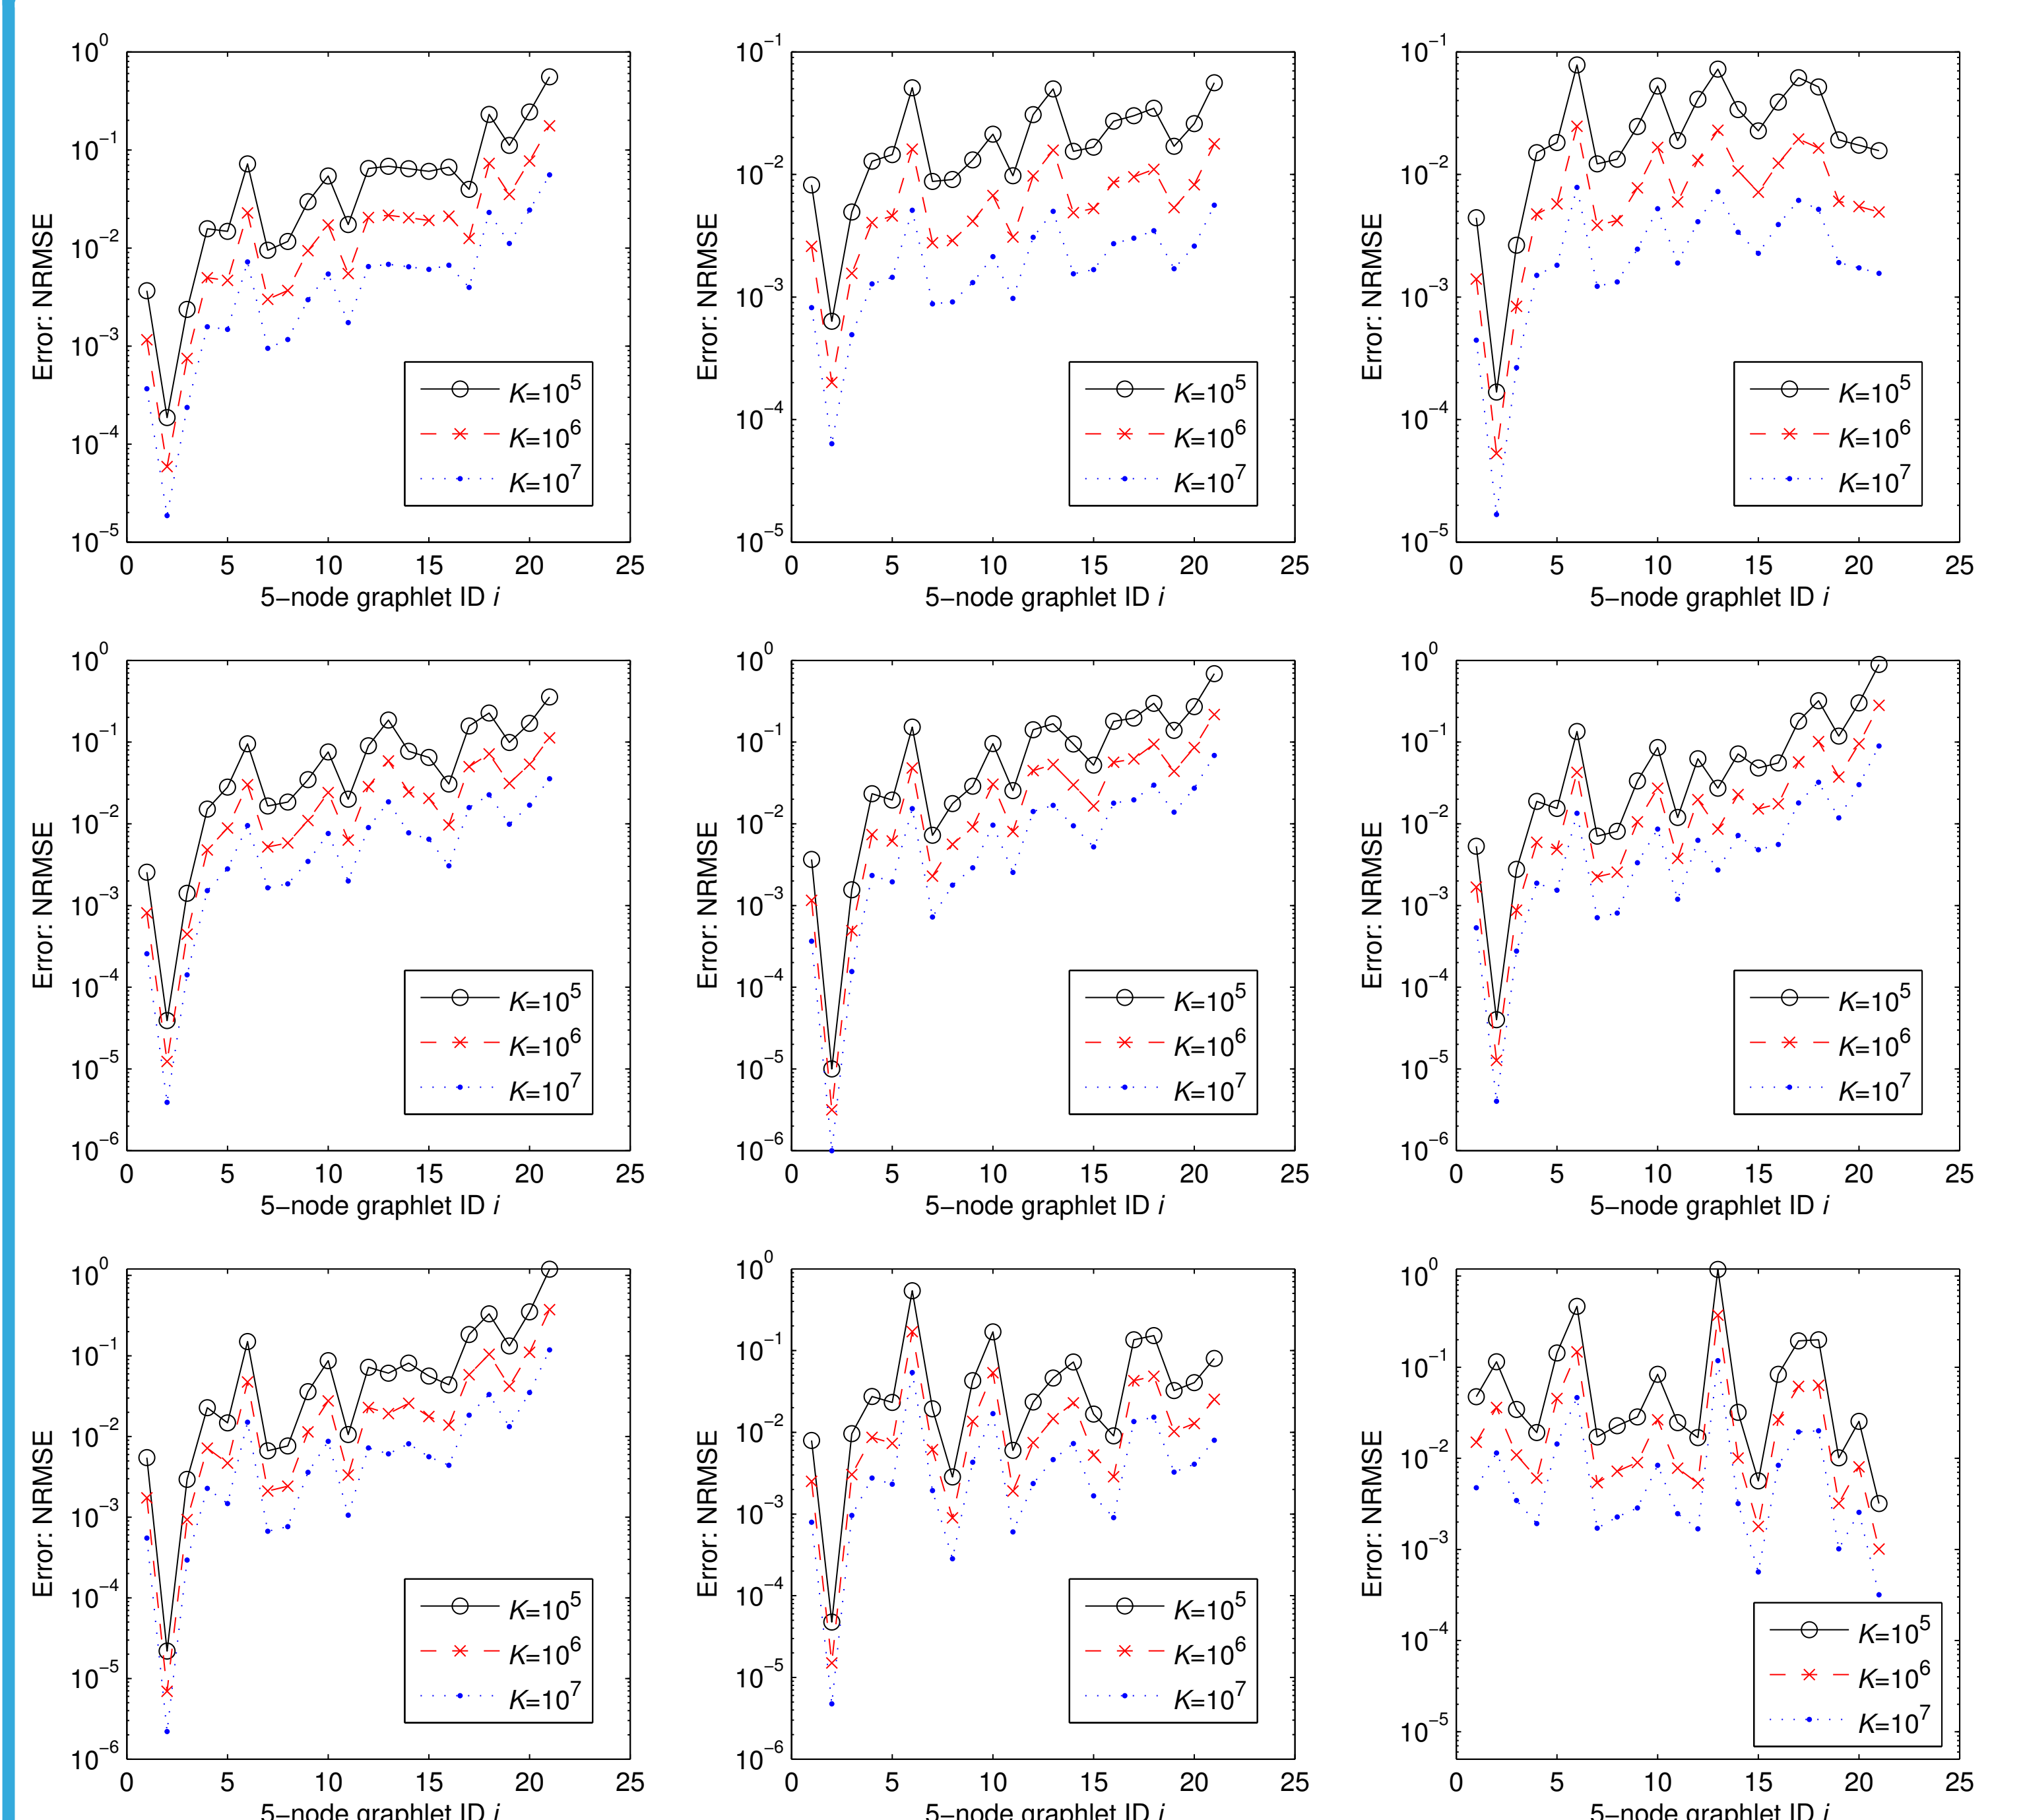 10^0 10^-1 10^-2 10^-3 10^-4 10^-5
Error: NRMSE
K=10^5
K=10^6
K=10^7
0 5 10 15 20 25
5-node graphlet ID i
10^-1 10^-2 10^-3 10^-4 10^-5
Error: NRMSE
K=10^5
K=10^6
K=10^7
0 5 10 15 20 25
5-node graphlet ID i
10^-1 10^-2 10^-3 10^-4 10^-5
Error: NRMSE
K=10^5
K=10^6
K=10^7
0 5 10 15 20 25
5-node graphlet ID i
10^0 10^-1 10^-2 10^-3 10^-4 10^-5 10^-6
Error: NRMSE
K=10^5
K=10^6
K=10^7
0 5 10 15 20 25
5-node graphlet ID i
10^0 10^-1 10^-2 10^-3 10^-4 10^-5 10^-6
Error: NRMSE
K=10^5
K=10^6
K=10^7
0 5 10 15 20 25
5-node graphlet ID i
10^0 10^-1 10^-2 10^-3 10^-4 10^-5 10^-6
Error: NRMSE
K=10^5
K=10^6
K=10^7
0 5 10 15 20 25
5-node graphlet ID i
10^0 10^-1 10^-2 10^-3 10^-4 10^-5 10^-6
Error: NRMSE
K=10^5
K=10^6
K=10^7
0 5 10 15 20 25
5-node graphlet ID i
10^0 10^-1 10^-2 10^-3 10^-4 10^-5 10^-6
Error: NRMSE
K=10^5
K=10^6
K=10^7
0 5 10 15 20 25
5-node graphlet ID i
10^0 10^-1 10^-2 10^-3 10^-4 10^-5
Error: NRMSE
K=10^5
K=10^6
K=10^7
0 5 10 15 20 25
5-node graphlet ID i